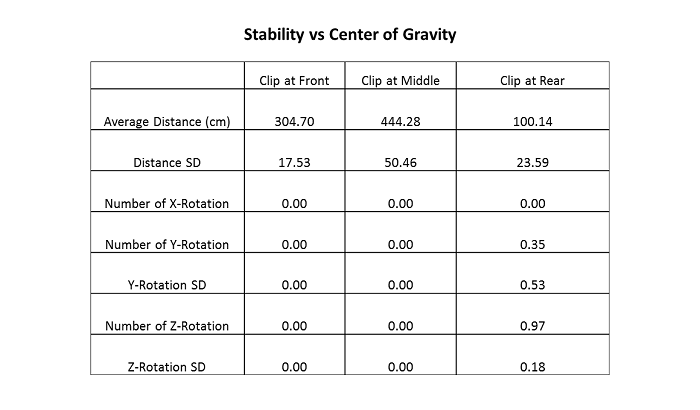 Stability vs Center of Gravity
Clip at Front Clip at Middle Clip at Rear
Average Distance (cm) 304.70 444.28 100.14
Distance SD 17.53 50.46 23.59
Number of X-Rotation 0.00 0.00 0.00
Number of Y-Rotation 0.00 0.00 0.35
Y-Rotation SD 0.00 0.00 0.53
Number of Z-Rotation 0.00 0.00 0.97
Z-Rotation SD 0.00 0.00 0.18